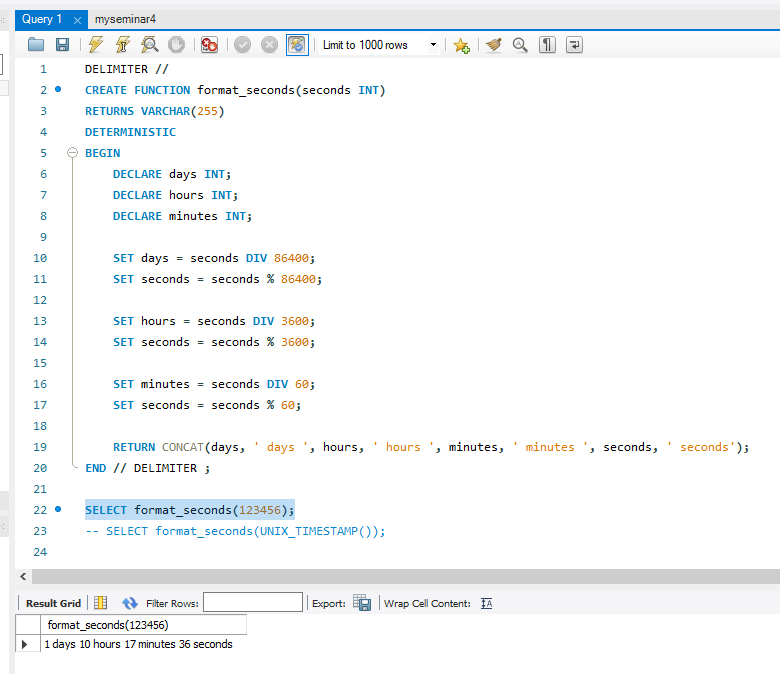 Query 1 × myseminar4
Limit to 1000 rows
1 DELIMITER //
2 CREATE FUNCTION format_seconds(seconds INT)
3 RETURNS VARCHAR(255)
4 DETERMINISTIC
5 BEGIN
6 DECLARE days INT;
7 DECLARE hours INT;
8 DECLARE minutes INT;
9
10 SET days = seconds DIV 86400;
11 SET seconds = seconds % 86400;
12
13 SET hours = seconds DIV 3600;
14 SET seconds = seconds % 3600;
15
16 SET minutes = seconds DIV 60;
17 SET seconds = seconds % 60;
18
19 RETURN CONCAT(days, ' days ', hours, ' hours ', minutes, ' minutes ', seconds, ' seconds');
20 END // DELIMITER ;
21
22 SELECT format_seconds(123456);
23 -- SELECT format_seconds(UNIX_TIMESTAMP());
24
Result Grid Filter Rows: Export: Wrap Cell Content:
format_seconds(123456)
1 days 10 hours 17 minutes 36 seconds